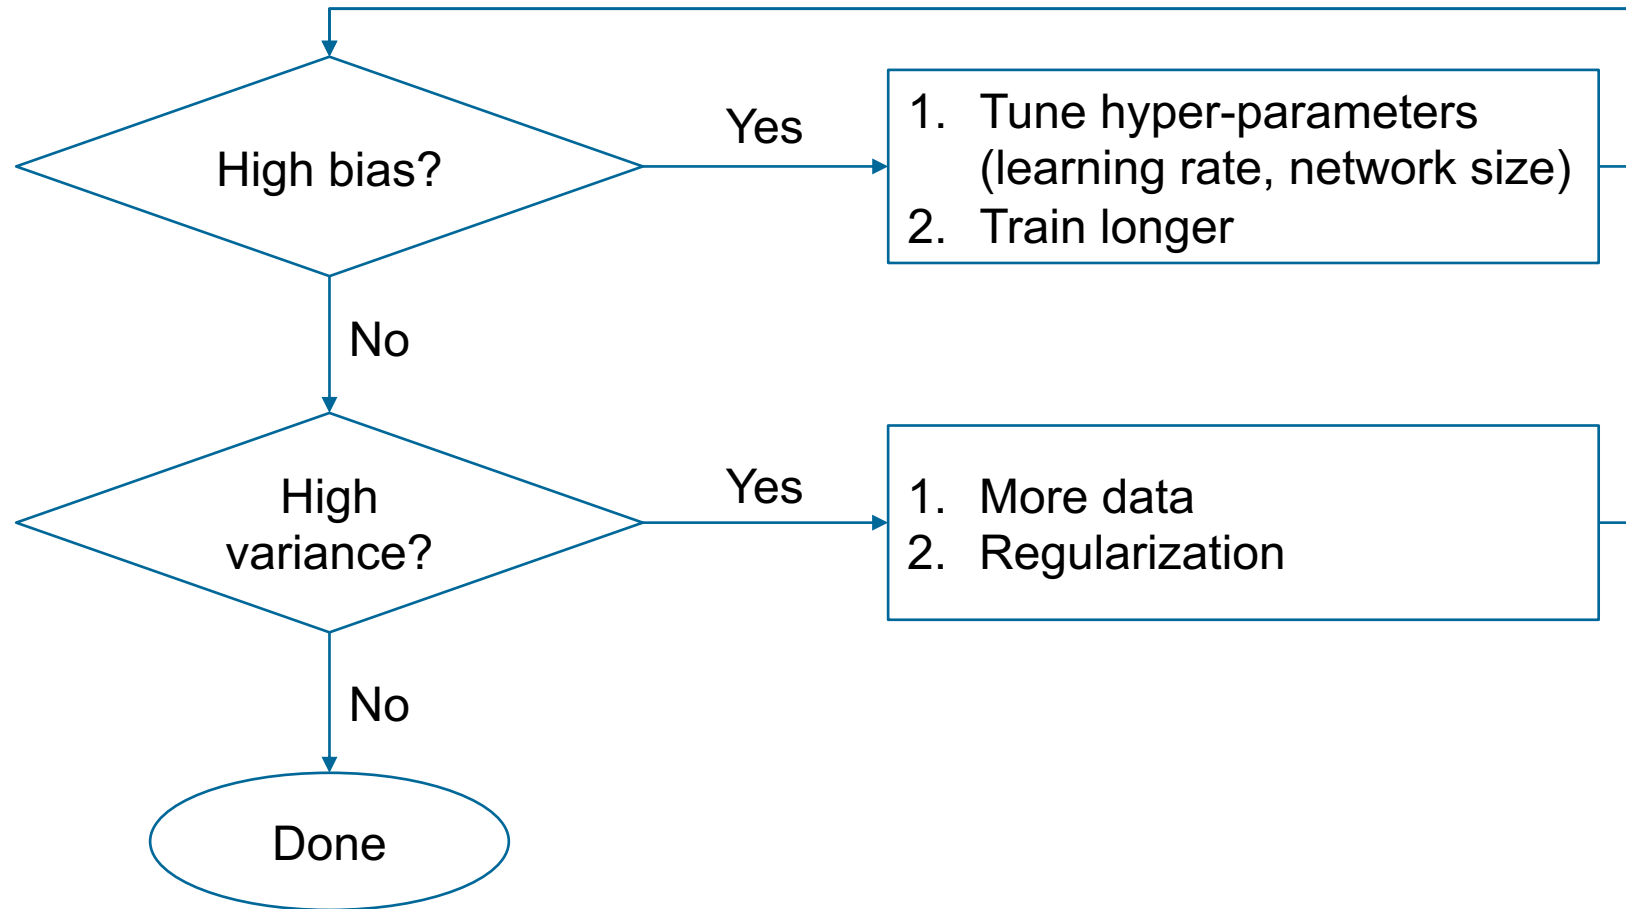 High bias?
Yes
1. Tune hyper-parameters
(learning rate, network size)
2. Train longer
No
High
variance?
Yes
1. More data
2. Regularization
No
Done